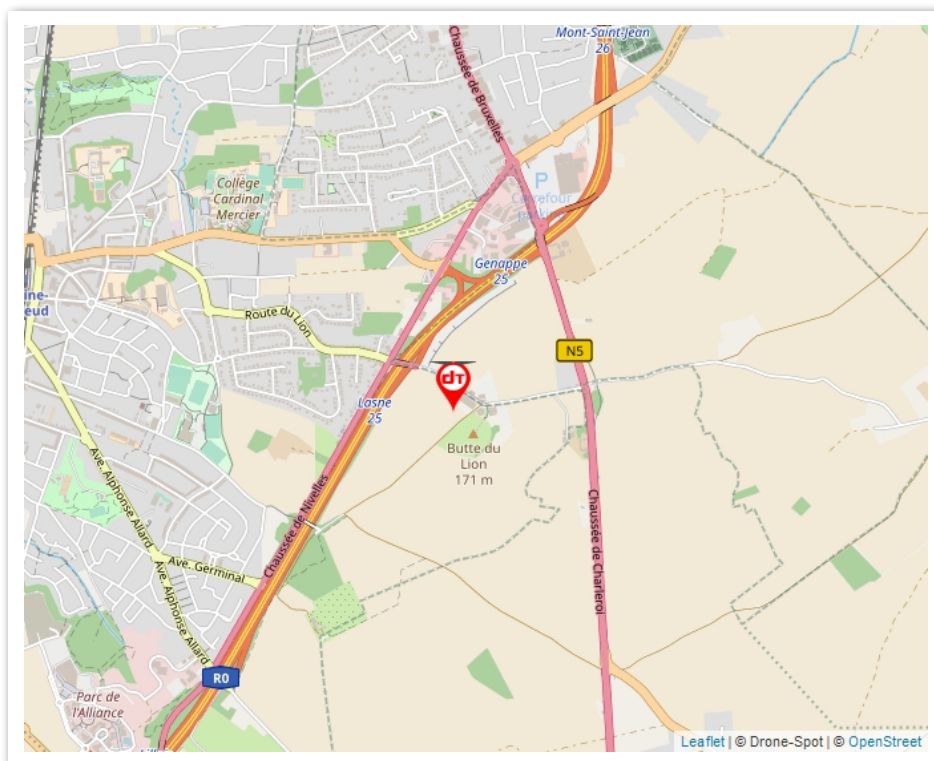 Mont-Saint-Jean
26
Chaussée de Bruxelles
Collège
Cardinal
Mercier
P
Carrefour
Genappe
25
Route du Lion
N5
dT
Lasne
25
Butte du
Lion
171 m
Ave. Alphonse Allard
Chaussée de Nivelles
Chaussée de Charleroi
Ave. Germinal
Ave. Alphonse Allard
R0
Parc de
l'Alliance
Leaflet | © Drone-Spot | © OpenStreet